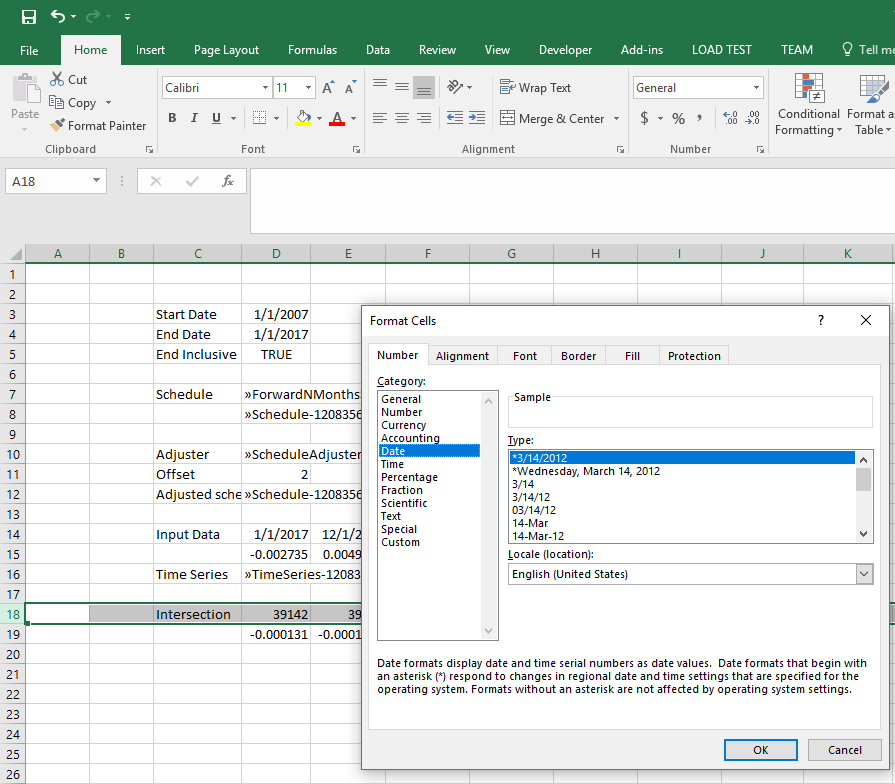 File Home Insert Page Layout Formulas Data Review View Developer Add-ins LOAD TEST TEAM Tell me
Paste
Cut
Copy
Format Painter
Clipboard
Calibri 11
B I U
Font
Wrap Text
Merge & Center
Alignment
General
$ % ,
Number
Conditional
Formatting
Format as
Table
A18
fx
A B C D E F G H I J K
1
2
3 Start Date 1/1/2007
4 End Date 1/1/2017
5 End Inclusive TRUE
6
7 Schedule »ForwardNMonths
8 »Schedule-1208356
9
10 Adjuster »ScheduleAdjuster
11 Offset 2
12 Adjusted sche »Schedule-1208356
13
14 Input Data 1/1/2017 12/1/2
15 -0.002735 0.0049
16 Time Series »TimeSeries-12083
17
18 Intersection 39142 39
19 -0.000131 -0.0001
20
21
22
23
24
25
26
Format Cells ?
Number Alignment Font Border Fill Protection
Category:
General
Number
Currency
Accounting
Date
Time
Percentage
Fraction
Scientific
Text
Special
Custom
Sample
Type:
*3/14/2012
*Wednesday, March 14, 2012
3/14
3/14/12
03/14/12
14-Mar
14-Mar-12
Locale (location):
English (United States)
Date formats display date and time serial numbers as date values.  Date formats that begin with
an asterisk (*) respond to changes in regional date and time settings that are specified for the
operating system. Formats without an asterisk are not affected by operating system settings.
OK Cancel